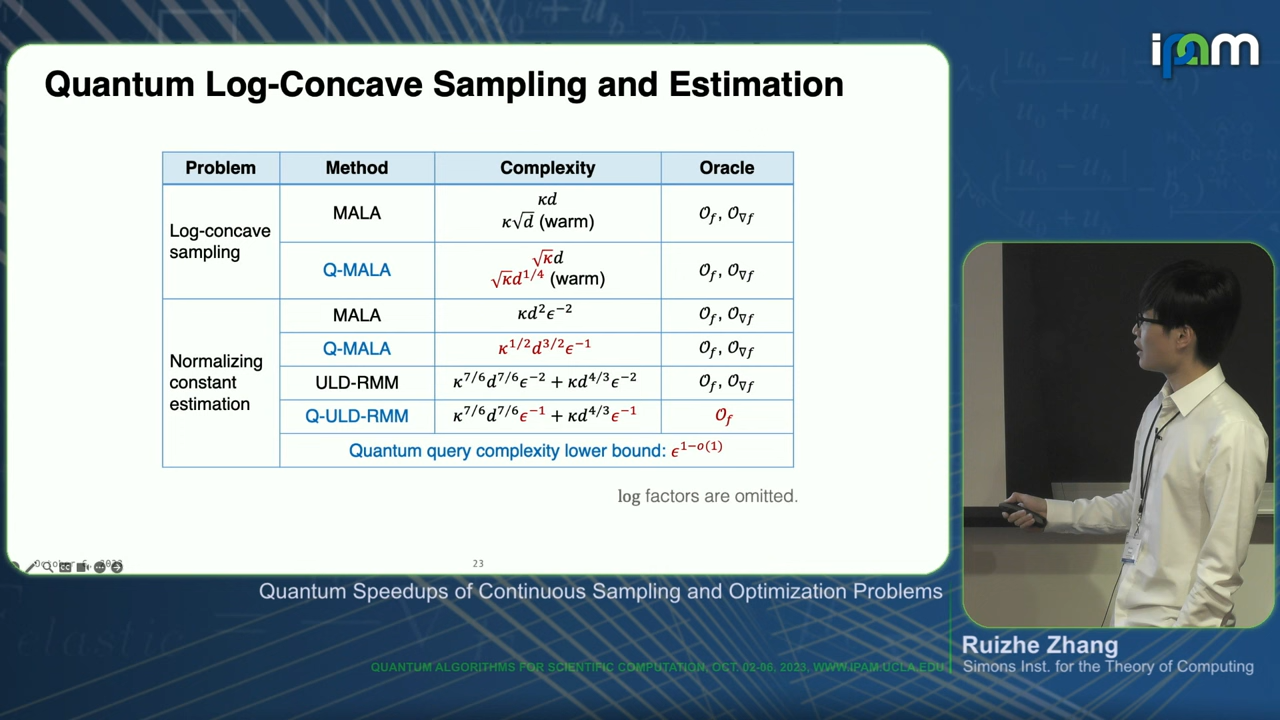 ipam
Quantum Log-Concave Sampling and Estimation
Problem Method Complexity Oracle
Log-concave sampling
MALA
κd
κ√d (warm)
𝒪_f, 𝒪_∇f
Q-MALA
√κd
√κd^{1/4} (warm)
𝒪_f, 𝒪_∇f
Normalizing constant estimation
MALA κd^2ϵ^{-2} 𝒪_f, 𝒪_∇f
Q-MALA κ^{1/2}d^{3/2}ϵ^{-1} 𝒪_f, 𝒪_∇f
ULD-RMM κ^{7/6}d^{7/6}ϵ^{-2} + κd^{4/3}ϵ^{-2} 𝒪_f, 𝒪_∇f
Q-ULD-RMM κ^{7/6}d^{7/6}ϵ^{-1} + κd^{4/3}ϵ^{-1} 𝒪_f
Quantum query complexity lower bound: ϵ^{1-o(1)}
log factors are omitted.
23
Quantum Speedups of Continuous Sampling and Optimization Problems
Ruizhe Zhang
Simons Inst. for the Theory of Computing
QUANTUM ALGORITHMS FOR SCIENTIFIC COMPUTATION, OCT. 02-06, 2023, WWW.IPAM.UCLA.EDU
elastic